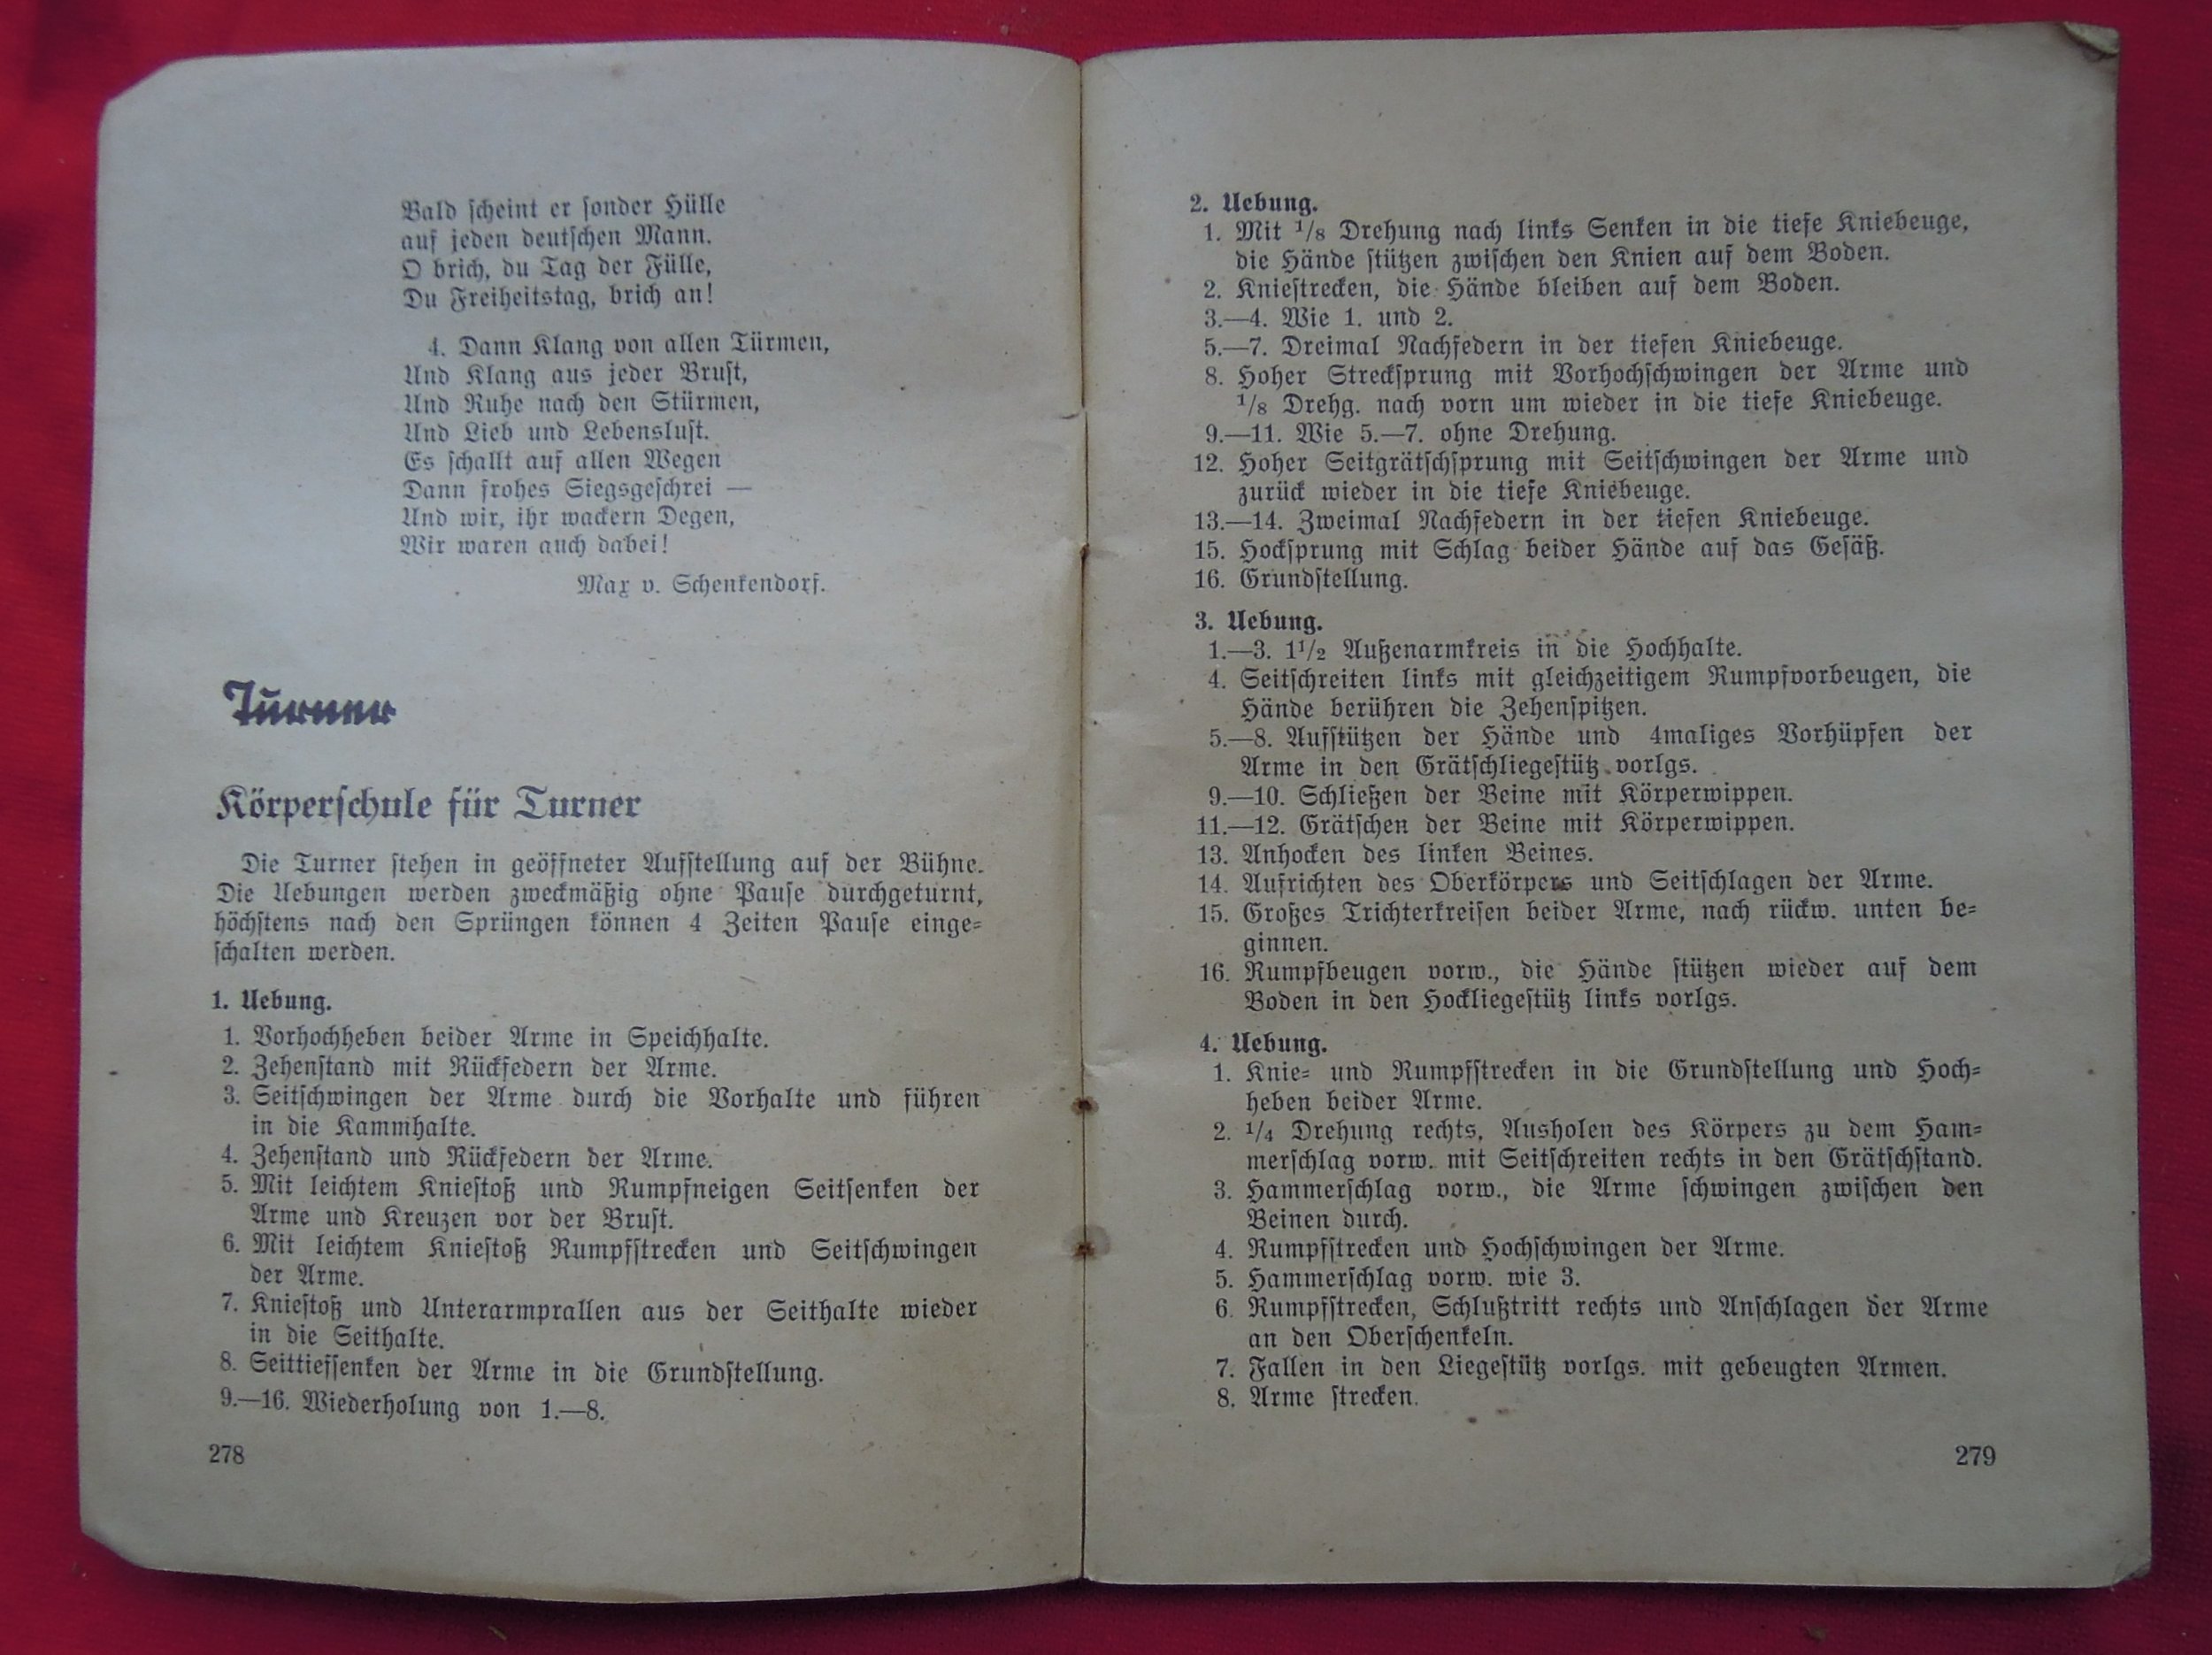 Bald scheint er sonder Hülle
auf jeden deutschen Mann.
O brich, du Tag der Fülle,
Du Freiheitstag, brich an!
4. Dann Klang von allen Türmen,
Und Klang aus jeder Brust,
Und Ruhe nach den Stürmen,
Und Lieb und Lebenslust.
Es schallt auf allen Wegen
Dann frohes Siegsgeschrei —
Und wir, ihr wackern Degen,
Wir waren auch dabei!
Max v. Schenkendorf.
Turner
Körperschule für Turner
Die Turner stehen in geöffneter Aufstellung auf der Bühne.
Die Uebungen werden zweckmäßig ohne Pause durchgeturnt,
höchstens nach den Sprüngen können 4 Zeiten Pause einge-
schalten werden.
1. Uebung.
1. Vorhochheben beider Arme in Speichhalte.
2. Zehenstand mit Rückfedern der Arme.
3. Seitschwingen der Arme durch die Vorhalte und führen
in die Kammhalte.
4. Zehenstand und Rückfedern der Arme.
5. Mit leichtem Kniestoß und Rumpfneigen Seitsenken der
Arme und Kreuzen vor der Brust.
6. Mit leichtem Kniestoß Rumpfstrecken und Seitschwingen
der Arme.
7. Kniestoß und Unterarmprallen aus der Seithalte wieder
in die Seithalte.
8. Seittiefsenken der Arme in die Grundstellung.
9.—16. Wiederholung von 1.—8.
278
2. Uebung.
1. Mit 1/8 Drehung nach links Senken in die tiefe Kniebeuge,
die Hände stützen zwischen den Knien auf dem Boden.
2. Kniestrecken, die Hände bleiben auf dem Boden.
3.—4. Wie 1. und 2.
5.—7. Dreimal Nachfedern in der tiefen Kniebeuge.
8. Hoher Strecksprung mit Vorhochschwingen der Arme und
1/8 Drehg. nach vorn um wieder in die tiefe Kniebeuge.
9.—11. Wie 5.—7. ohne Drehung.
12. Hoher Seitgrätschsprung mit Seitschwingen der Arme und
zurück wieder in die tiefe Kniebeuge.
13.—14. Zweimal Nachfedern in der tiefen Kniebeuge.
15. Hocksprung mit Schlag beider Hände auf das Gesäß.
16. Grundstellung.
3. Uebung.
1.—3. 1 1/2 Außenarmkreis in die Hochhalte.
4. Seitschreiten links mit gleichzeitigem Rumpfvorbeugen, die
Hände berühren die Zehenspitzen.
5.—8. Aufstützen der Hände und 4maliges Vorhüpfen der
Arme in den Grätschliegestütz vorlgs.
9.—10. Schließen der Beine mit Körperwippen.
11.—12. Grätschen der Beine mit Körperwippen.
13. Anhocken des linken Beines.
14. Aufrichten des Oberkörpers und Seitschlagen der Arme.
15. Großes Trichterkreisen beider Arme, nach rückw. unten be-
ginnen.
16. Rumpfbeugen vorw., die Hände stützen wieder auf dem
Boden in den Hockliegestütz links vorlgs.
4. Uebung.
1. Knie- und Rumpfstrecken in die Grundstellung und Hoch-
heben beider Arme.
2. 1/4 Drehung rechts, Ausholen des Körpers zu dem Ham-
merschlag vorw. mit Seitschreiten rechts in den Grätschstand.
3. Hammerschlag vorw., die Arme schwingen zwischen den
Beinen durch.
4. Rumpfstrecken und Hochschwingen der Arme.
5. Hammerschlag vorw. wie 3.
6. Rumpfstrecken, Schlußtritt rechts und Anschlagen der Arme
an den Oberschenkeln.
7. Fallen in den Liegestütz vorlgs. mit gebeugten Armen.
8. Arme strecken.
279